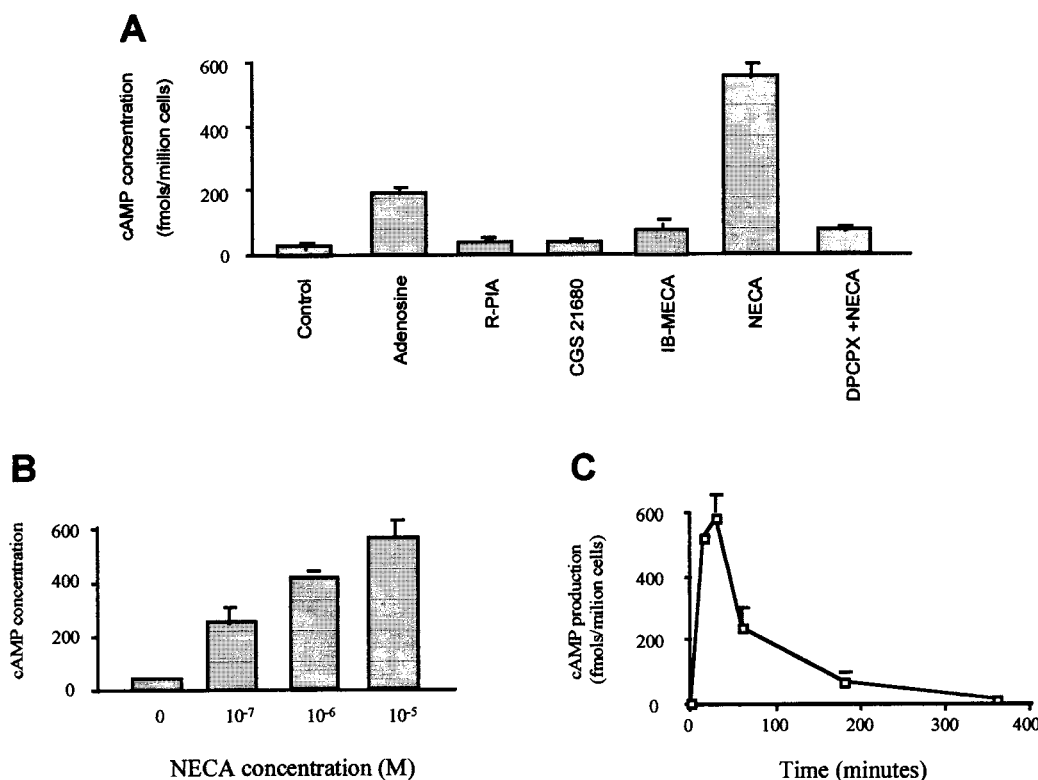 A
cAMP concentration
(fmols/million cells)
600
400
200
0
Control
Adenosine
R-PIA
CGS 21680
IB-MECA
NECA
DPCPX +NECA
B
cAMP concentration
600
400
200
0
0
10⁻⁷
10⁻⁶
10⁻⁵
NECA concentration (M)
C
cAMP production
(fmols/milion cells)
600
400
200
0
0
100
200
300
400
Time (minutes)